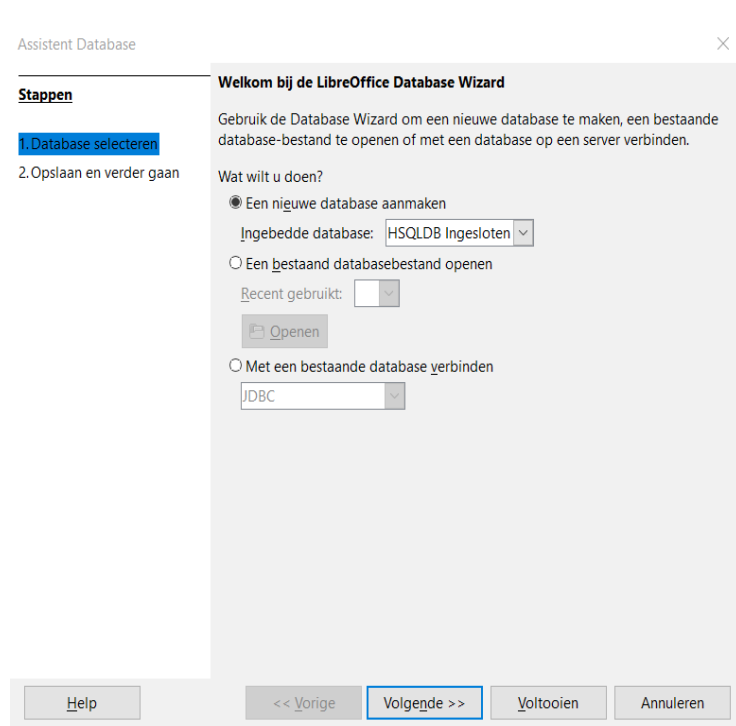 Assistent Database
Stappen
1. Database selecteren
2. Opslaan en verder gaan
Welkom bij de LibreOffice Database Wizard
Gebruik de Database Wizard om een nieuwe database te maken, een bestaande
database-bestand te openen of met een database op een server verbinden.
Wat wilt u doen?
Een nieuwe database aanmaken
Ingebedde database: HSQLDB Ingesloten
Een bestaand databasebestand openen
Recent gebruikt:
Openen
Met een bestaande database verbinden
JDBC
Help << Vorige Volgende >> Voltooien Annuleren